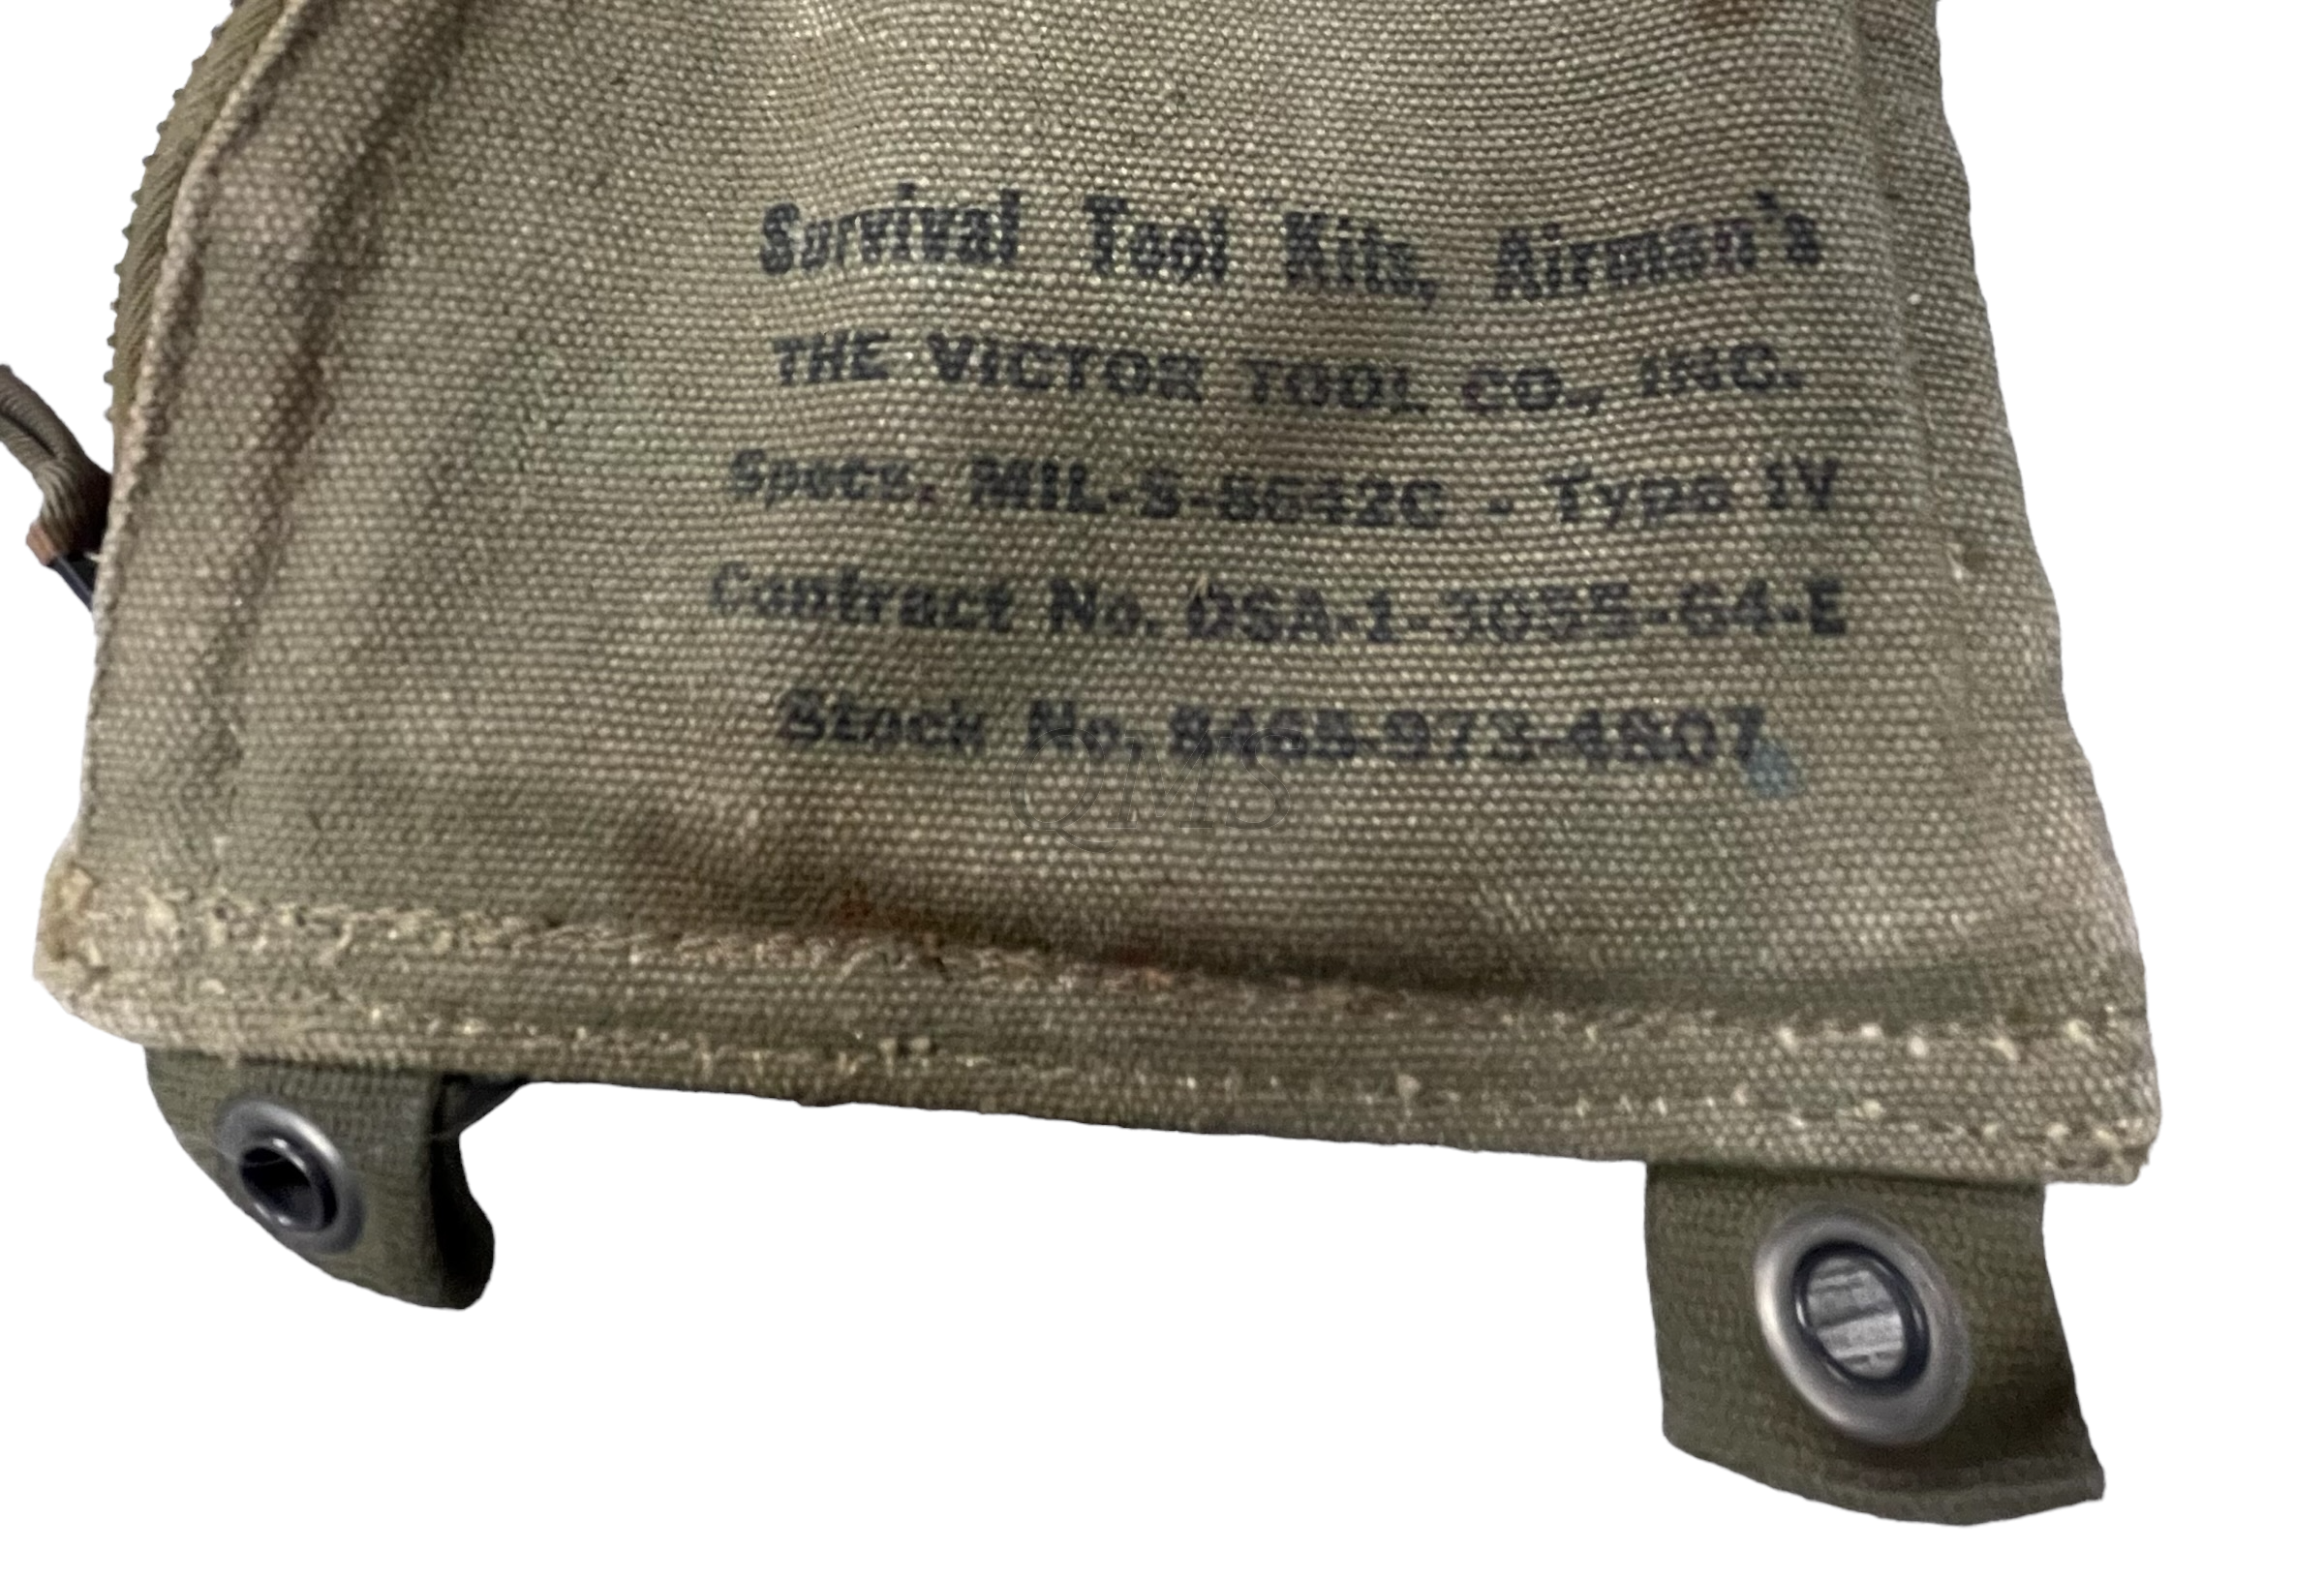 Survival Tool Kits, Airman's
THE VICTOR TOOL CO., INC.
Specs. MIL-S-8642C - Type IV
Contract No. DSA-1-3055-64-E
Stock No. 8465-973-4807
QMS